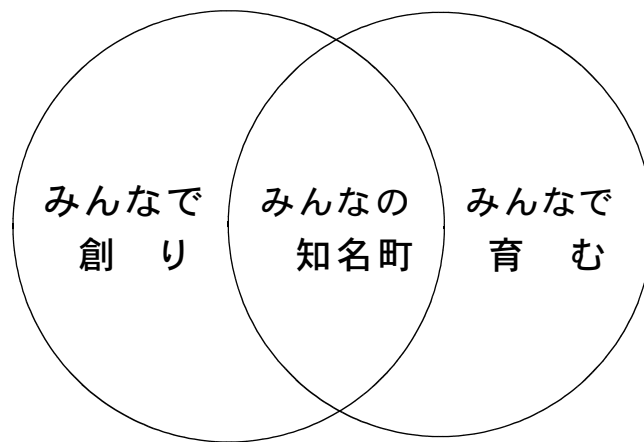 みんなで
創　り
みんなの
知名町
みんなで
育　む